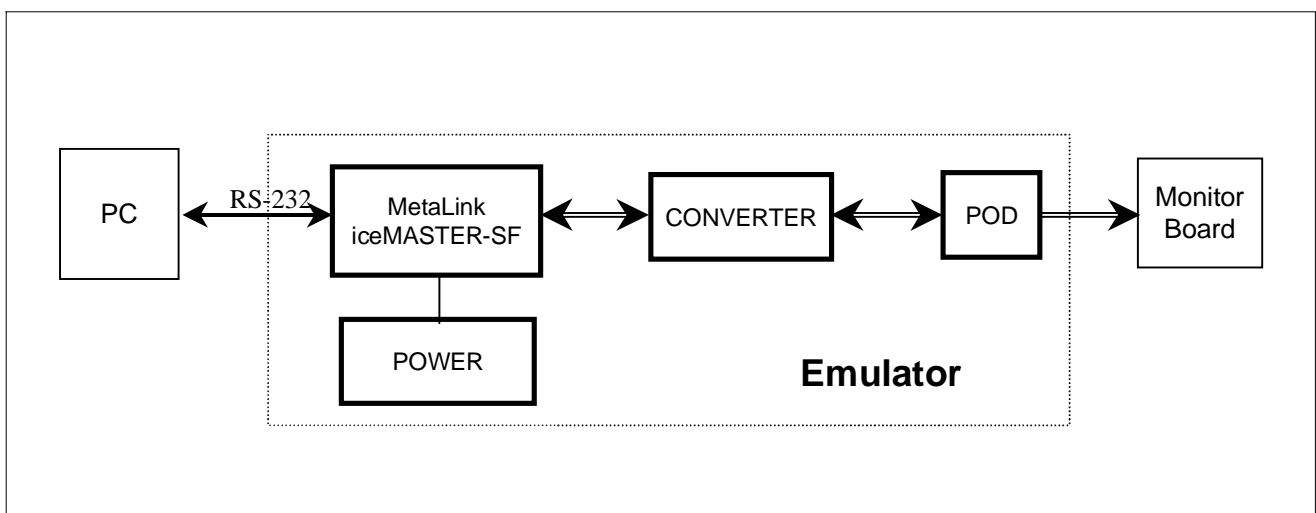 PC
RS-232
MetaLink
iceMASTER-SF
CONVERTER
POD
Monitor
Board
POWER
Emulator